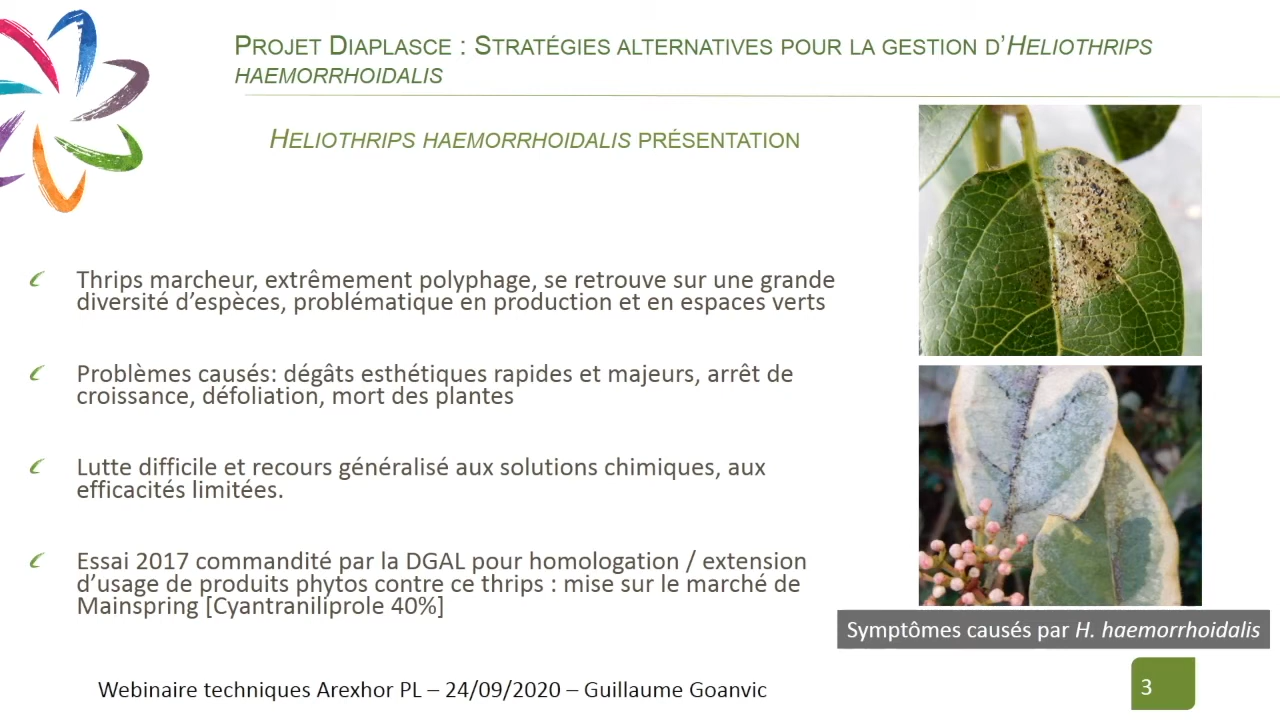 PROJET DIAPLASCE : STRATÉGIES ALTERNATIVES POUR LA GESTION D'HELIOTHRIPS
HAEMORRHOIDALIS
HELIOTHRIPS HAEMORRHOIDALIS PRÉSENTATION
Thrips marcheur, extrêmement polyphage, se retrouve sur une grande
diversité d'espèces, problématique en production et en espaces verts
Problèmes causés: dégâts esthétiques rapides et majeurs, arrêt de
croissance, défoliation, mort des plantes
Lutte difficile et recours généralisé aux solutions chimiques, aux
efficacités limitées.
Essai 2017 commandité par la DGAL pour homologation / extension
d'usage de produits phytos contre ce thrips : mise sur le marché de
Mainspring [Cyantraniliprole 40%]
Symptômes causés par H. haemorrhoidalis
Webinaire techniques Arexhor PL – 24/09/2020 – Guillaume Goanvic
3